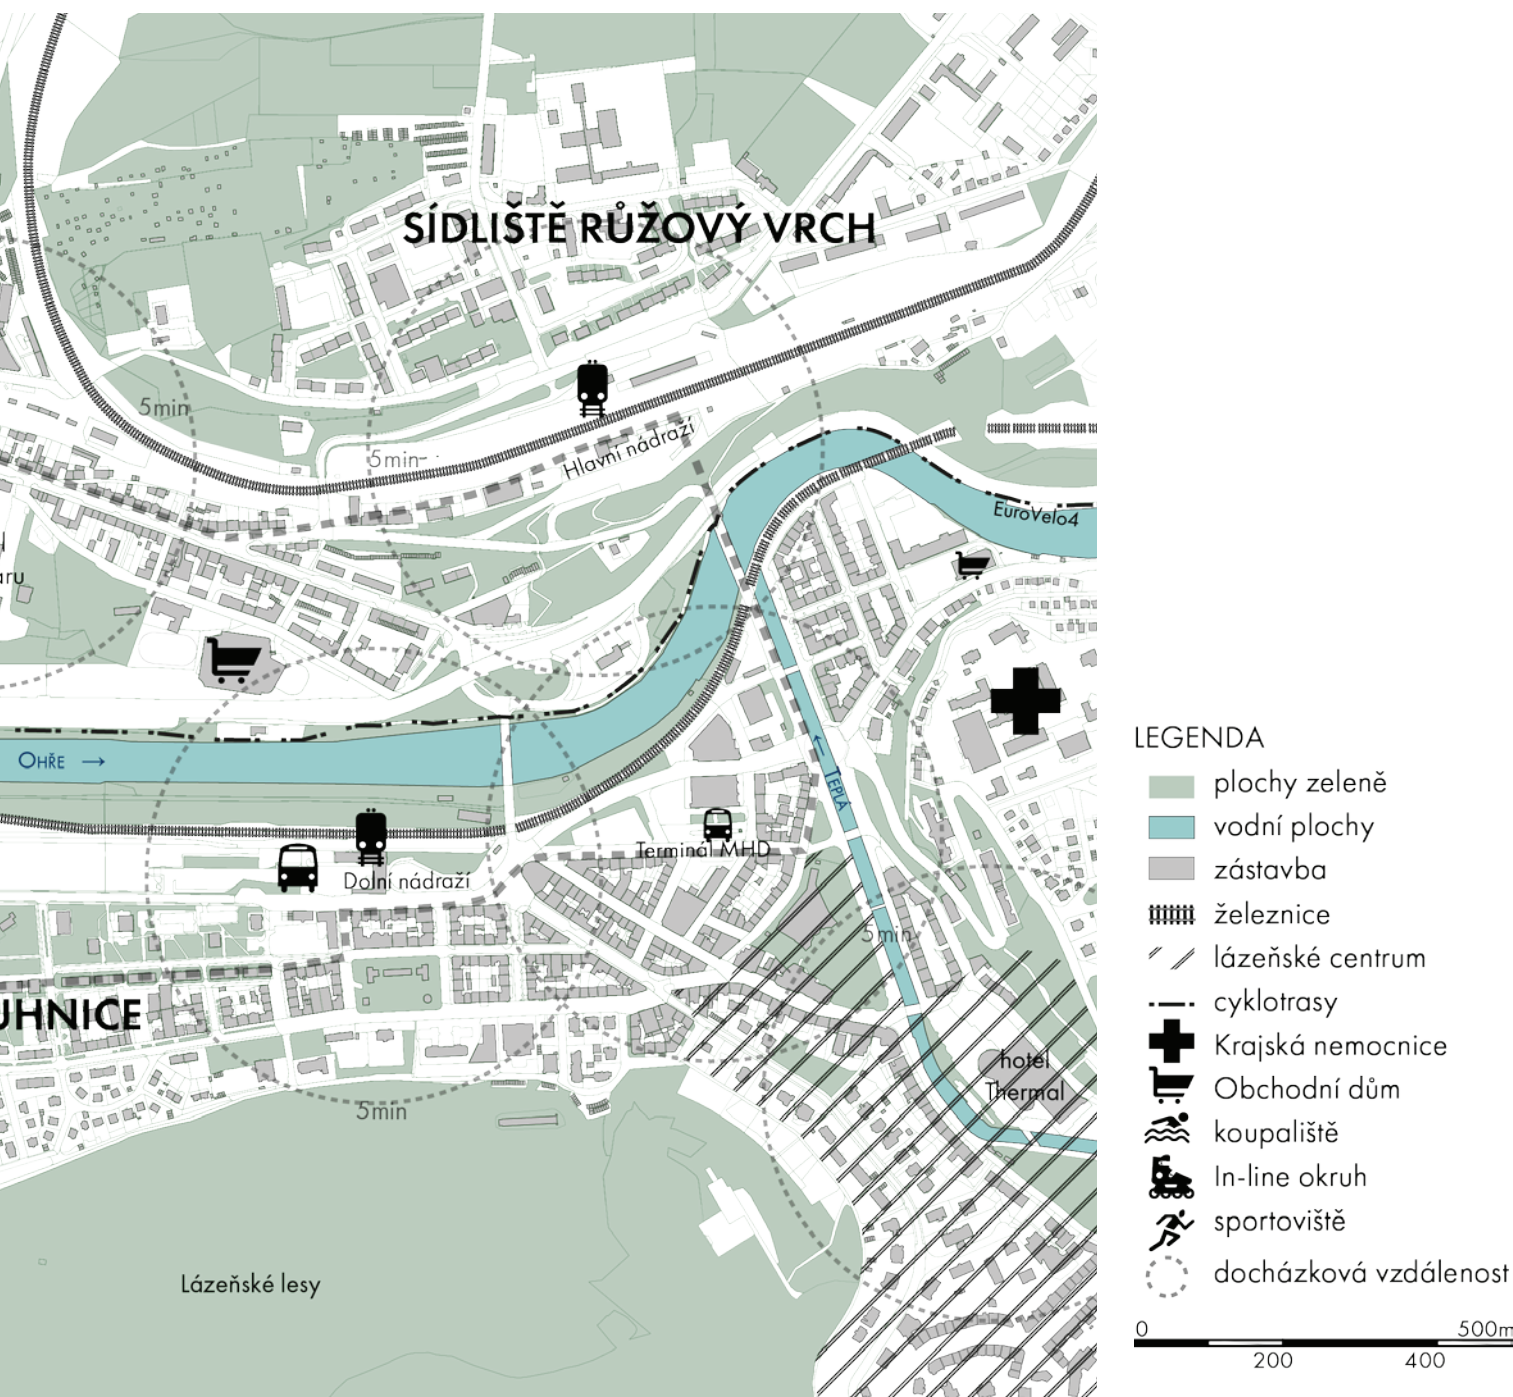 SÍDLIŠTĚ RŮŽOVÝ VRCH
5min
5min
Hlavní nádraží
EuroVelo4
aru
OHŘE →
← TEPLÁ
Terminál MHD
Dolní nádraží
5min
UHNICE
hotel
Thermal
5min
Lázeňské lesy
LEGENDA
plochy zeleně
vodní plochy
zástavba
železnice
lázeňské centrum
cyklotrasy
Krajská nemocnice
Obchodní dům
koupaliště
In-line okruh
sportoviště
docházková vzdálenost
0
500m
200
400